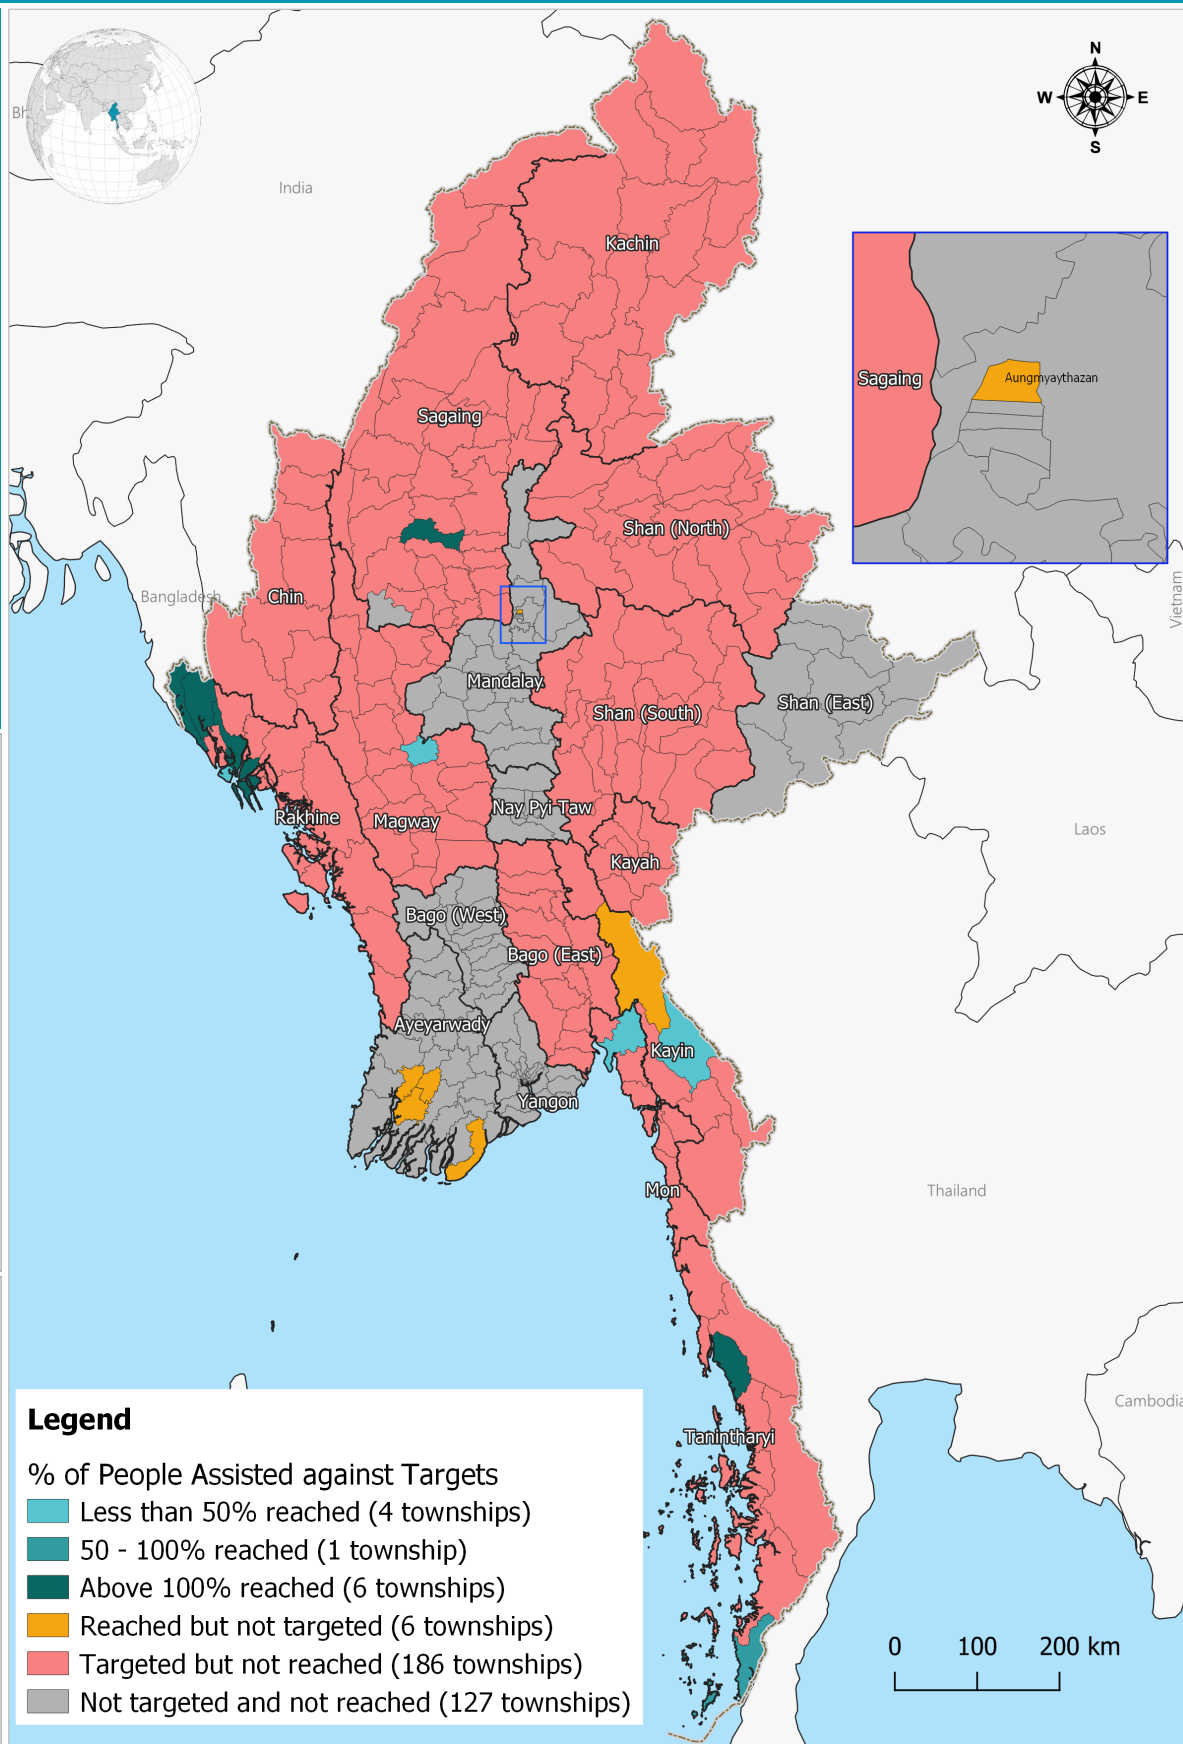 N
W
E
S
Bh
India
Kachin
Sagaing
Aungmyaythazan
Sagaing
Shan (North)
Bangladesh
Chin
Vietnam
Mandalay
Shan (South)
Shan (East)
Nay Pyi Taw
Rakhine
Magway
Laos
Kayah
Bago (West)
Bago (East)
Ayeyarwady
Kayin
Yangon
Mon
Thailand
Cambodia
Tanintharyi
Legend
% of People Assisted against Targets
Less than 50% reached (4 townships)
50 - 100% reached (1 township)
Above 100% reached (6 townships)
Reached but not targeted (6 townships)
Targeted but not reached (186 townships)
Not targeted and not reached (127 townships)
0 100 200 km